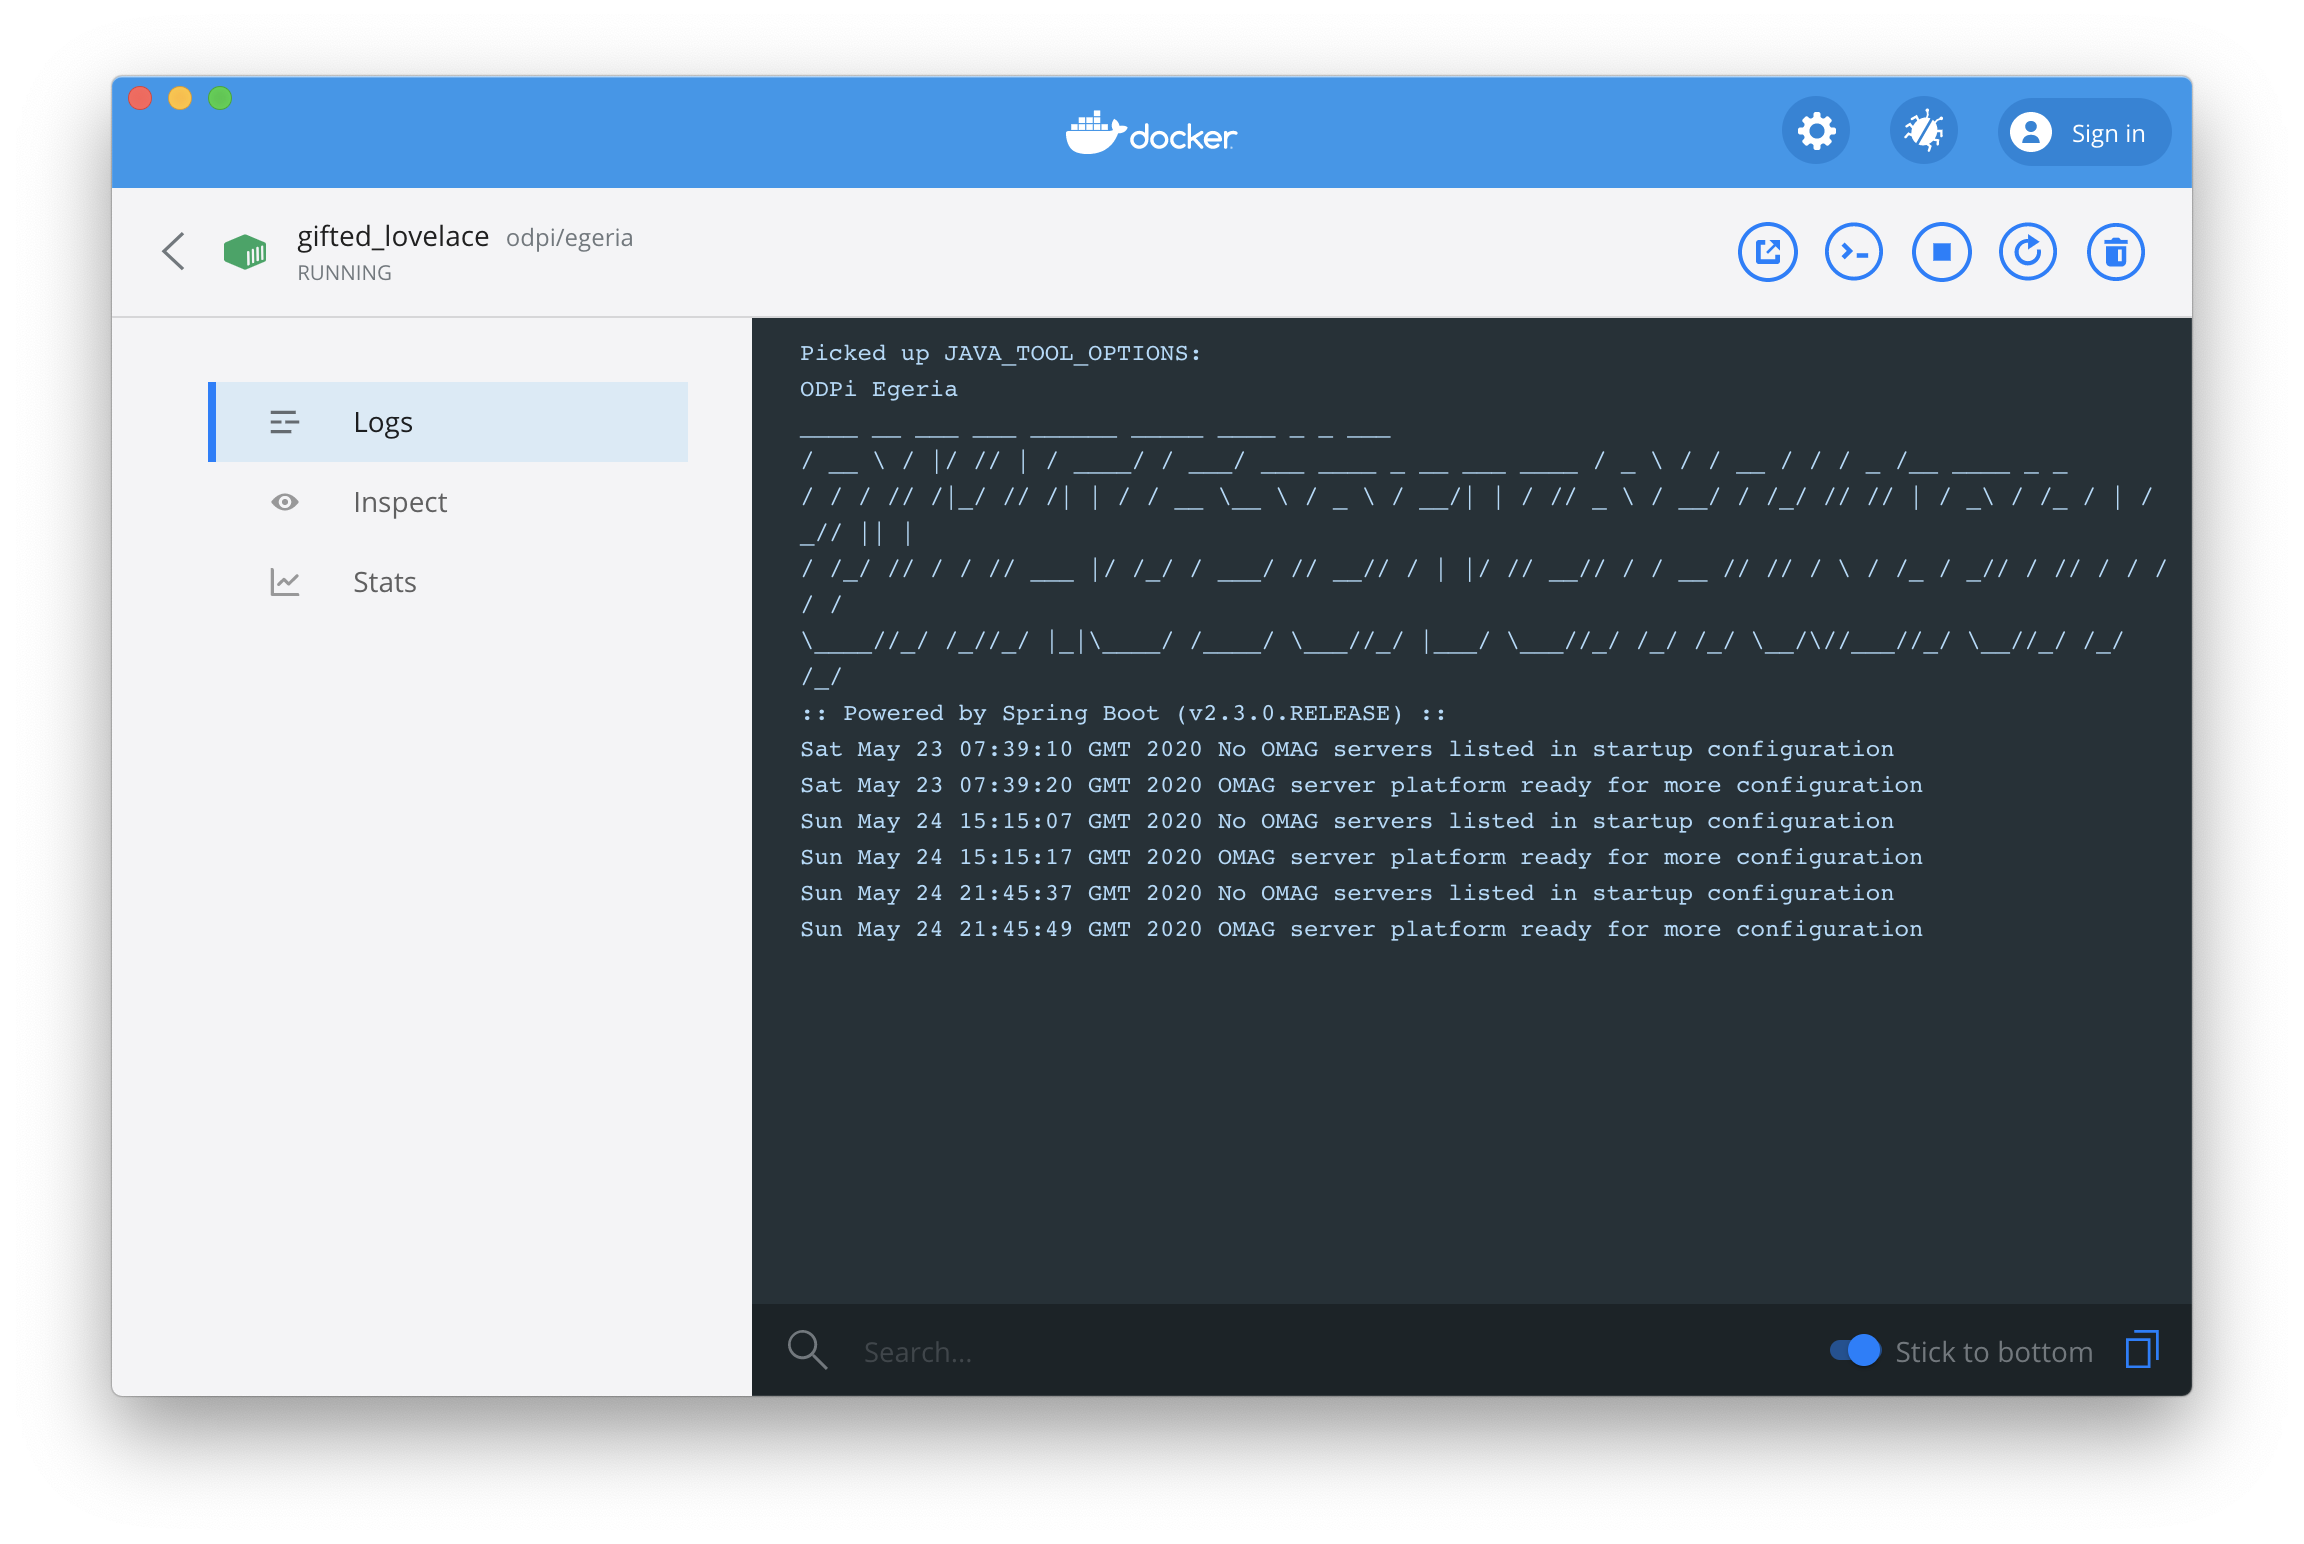 docker
Sign in
gifted_lovelace odpi/egeria
RUNNING
Logs
Inspect
Stats
Picked up JAVA_TOOL_OPTIONS:
ODPi Egeria
____ __ ___ ___ ______ _____ ____ _ _ ___
/ __ \ / |/ // | / ____/ / ___/ ___ ____ _ __ ___ ____ / _ \ / / __ / / / _ /__ ____ _ _
/ / / // /|_/ // /| | / / __ \__ \ / _ \ / __/| | / // _ \ / __/ / /_/ // // | / _\ / /_ / | /
_// || |
/ /_/ // / / // ___ |/ /_/ / ___/ // __// / | |/ // __// / / __ // // / \ / /_ / _// / // / / /
/ /
\____//_/ /_//_/ |_|\____/ /____/ \___//_/ |___/ \___//_/ /_/ /_/ \__/\//___//_/ \__//_/ /_/
/_/
:: Powered by Spring Boot (v2.3.0.RELEASE) ::
Sat May 23 07:39:10 GMT 2020 No OMAG servers listed in startup configuration
Sat May 23 07:39:20 GMT 2020 OMAG server platform ready for more configuration
Sun May 24 15:15:07 GMT 2020 No OMAG servers listed in startup configuration
Sun May 24 15:15:17 GMT 2020 OMAG server platform ready for more configuration
Sun May 24 21:45:37 GMT 2020 No OMAG servers listed in startup configuration
Sun May 24 21:45:49 GMT 2020 OMAG server platform ready for more configuration
Search...
Stick to bottom